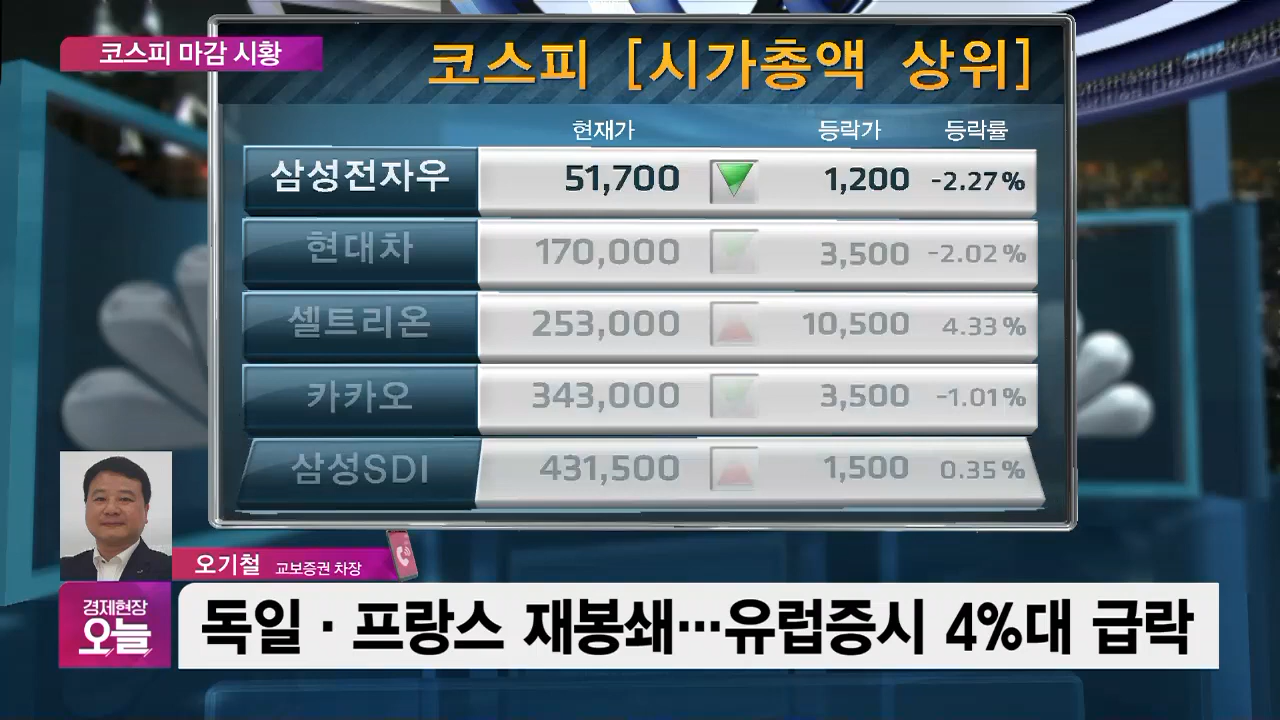 코스피 마감 시황
코스피 [시가총액 상위]
현재가 등락가 등락률
삼성전자우 51,700 1,200 -2.27%
현대차 170,000 3,500 -2.02%
셀트리온 253,000 10,500 4.33%
카카오 343,000 3,500 -1.01%
삼성SDI 431,500 1,500 0.35%
오기철 교보증권 차장
경제현장
오늘
독일·프랑스 재봉쇄…유럽증시 4%대 급락